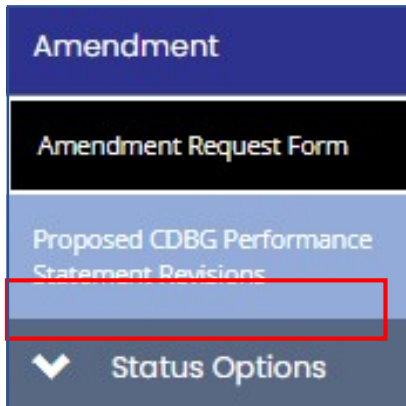 Amendment
Amendment Request Form
Proposed CDBG Performance
Statement Revisions
Status Options